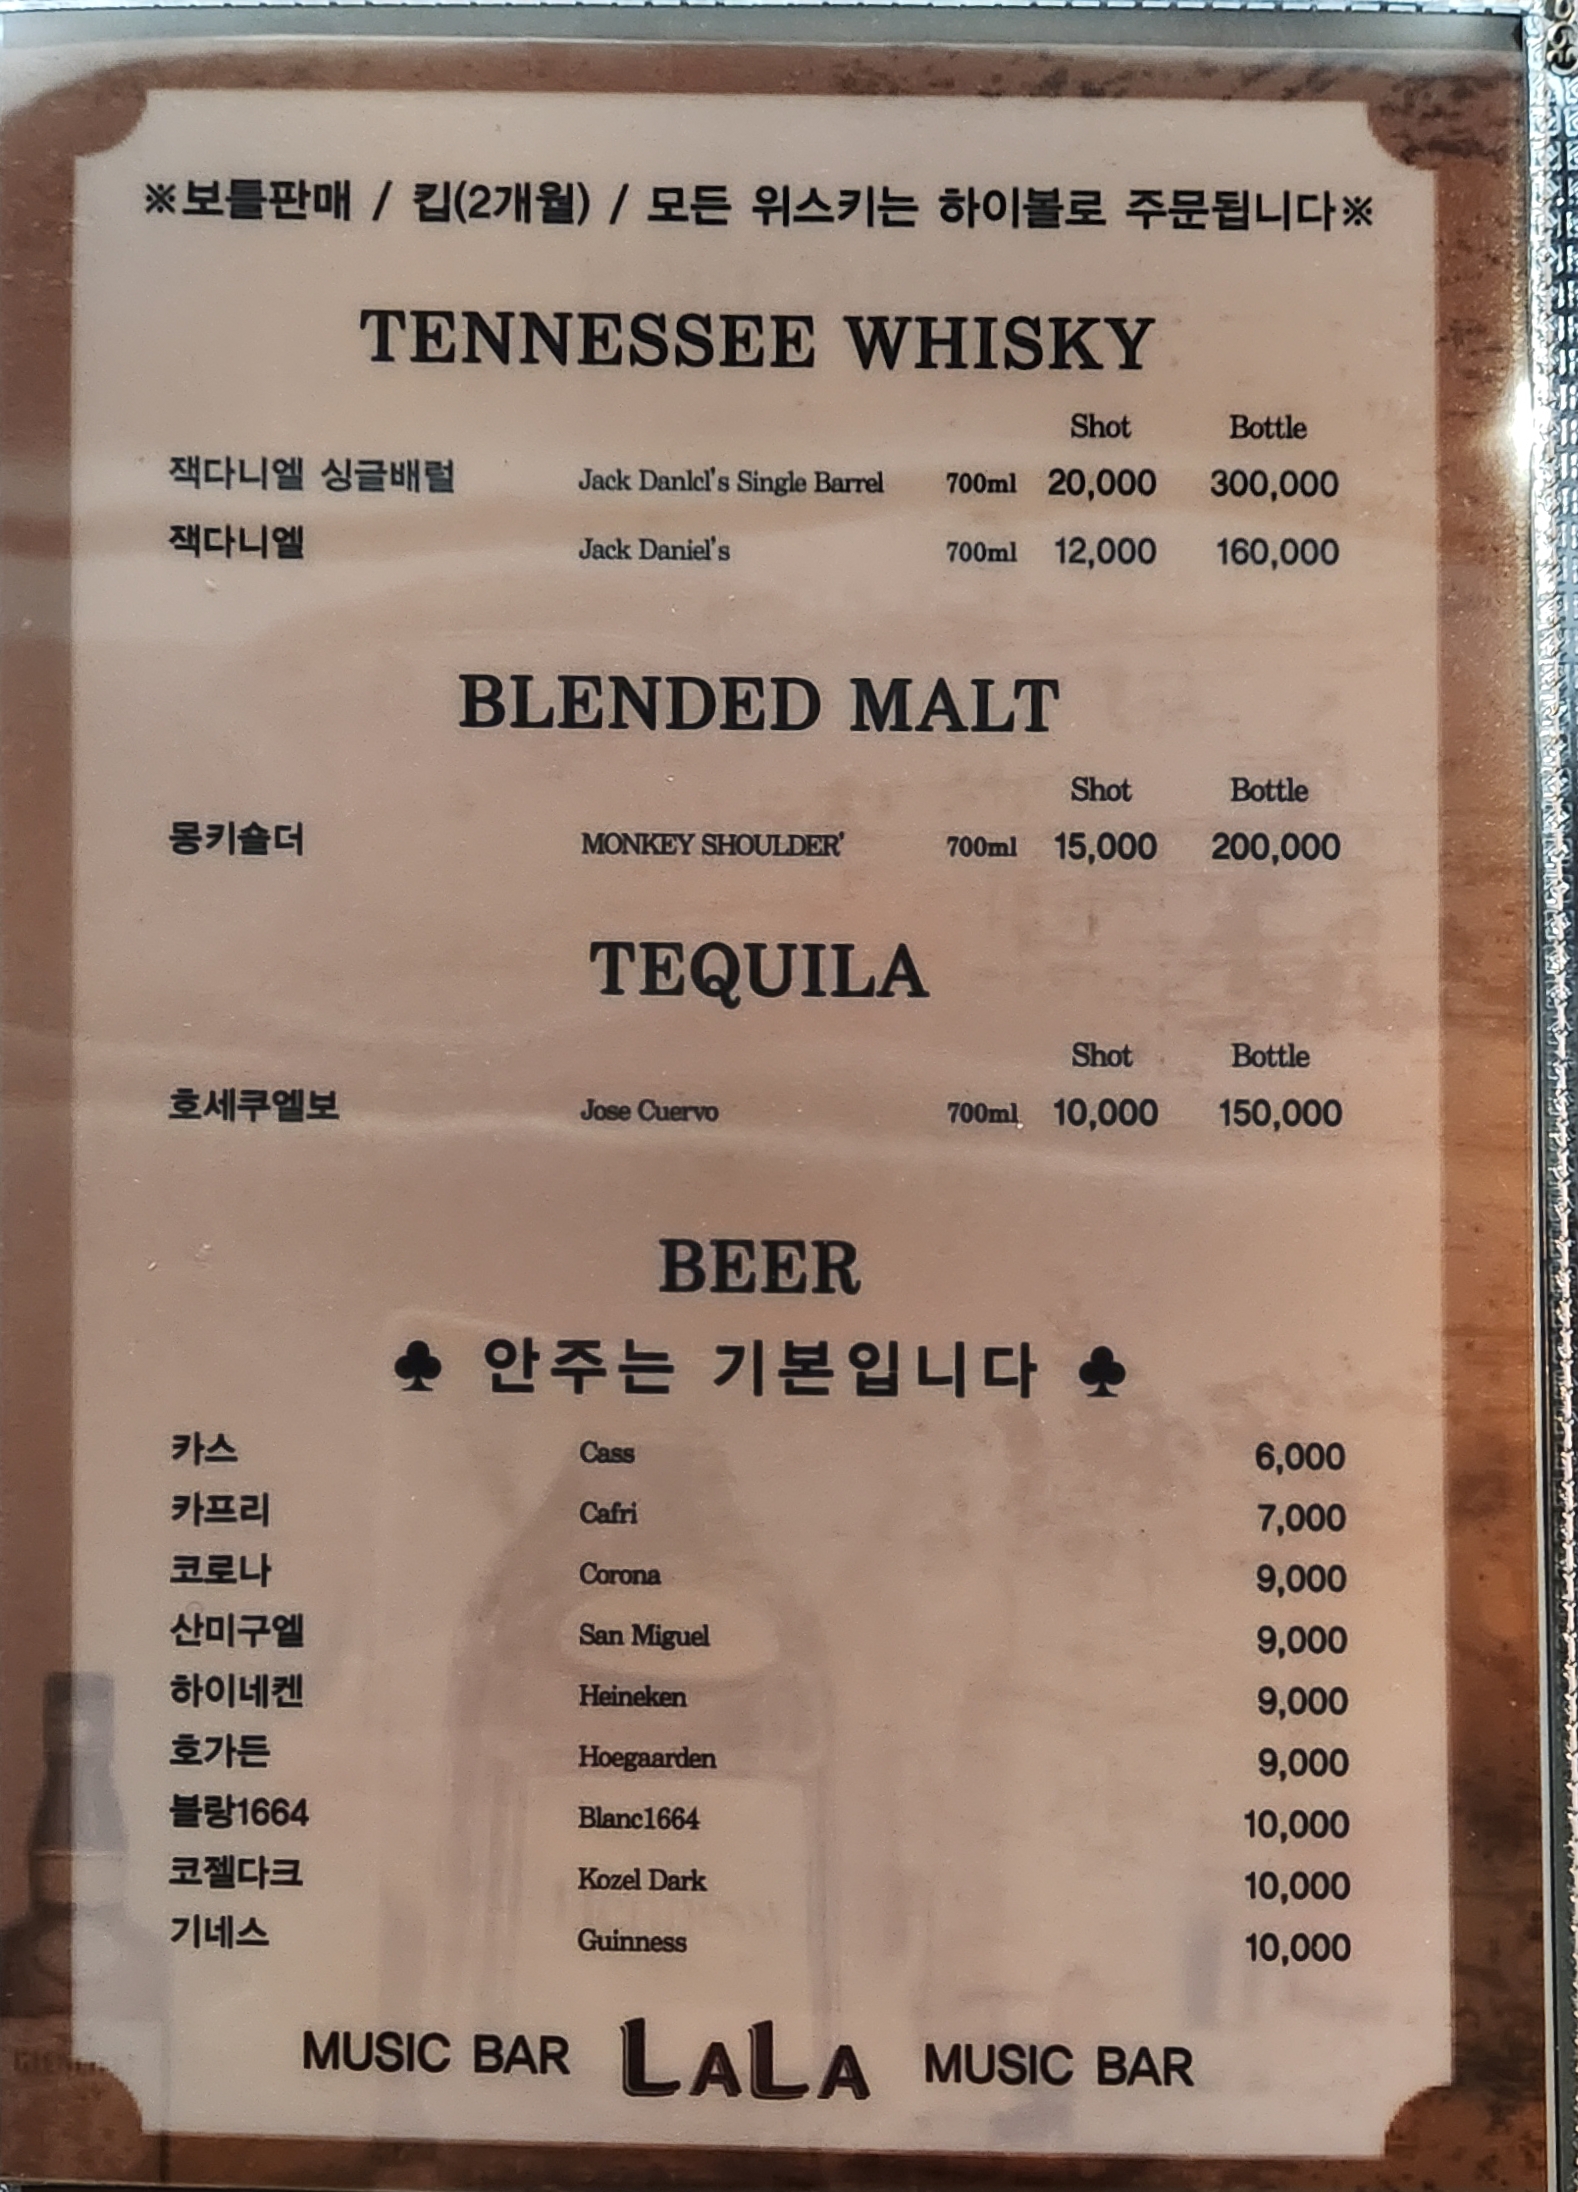 ※보틀판매 / 킵(2개월) / 모든 위스키는 하이볼로 주문됩니다※
TENNESSEE WHISKY
Shot Bottle
잭다니엘 싱글배럴 Jack Danlcl's Single Barrel 700ml 20,000 300,000
잭다니엘 Jack Daniel's 700ml 12,000 160,000
BLENDED MALT
Shot Bottle
몽키숄더 MONKEY SHOULDER' 700ml 15,000 200,000
TEQUILA
Shot Bottle
호세쿠엘보 Jose Cuervo 700ml 10,000 150,000
BEER
♣ 안주는 기본입니다 ♣
카스 Cass 6,000
카프리 Cafri 7,000
코로나 Corona 9,000
산미구엘 San Miguel 9,000
하이네켄 Heineken 9,000
호가든 Hoegaarden 9,000
블랑1664 Blanc1664 10,000
코젤다크 Kozel Dark 10,000
기네스 Guinness 10,000
MUSIC BAR LALA MUSIC BAR